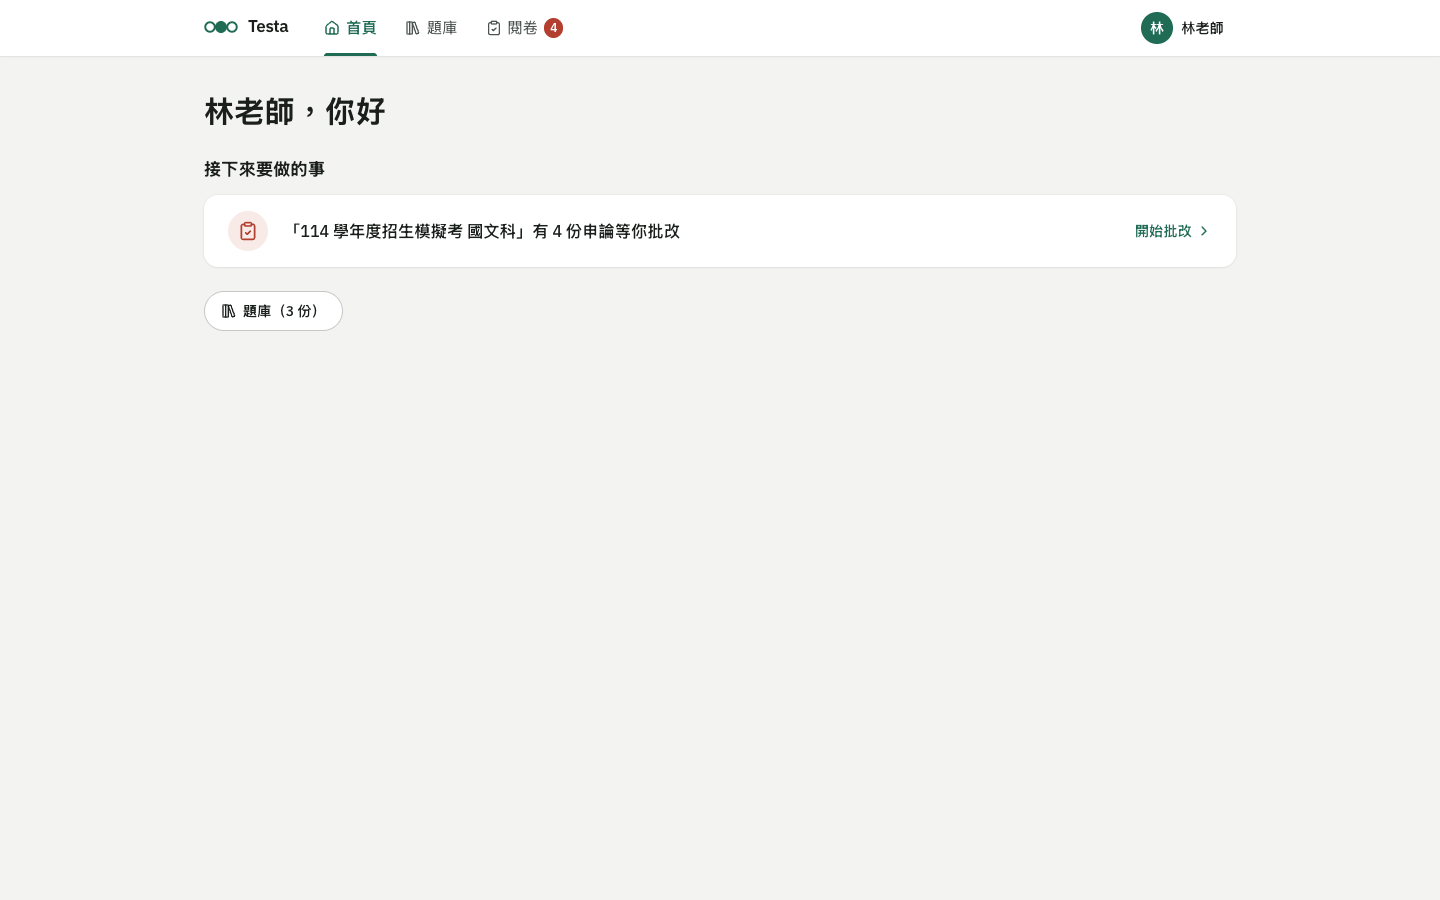 Testa 首頁 題庫 閱卷 4 林 林老師
林老師，你好
接下來要做的事
「114 學年度招生模擬考 國文科」有 4 份申論等你批改 開始批改
題庫（3 份）